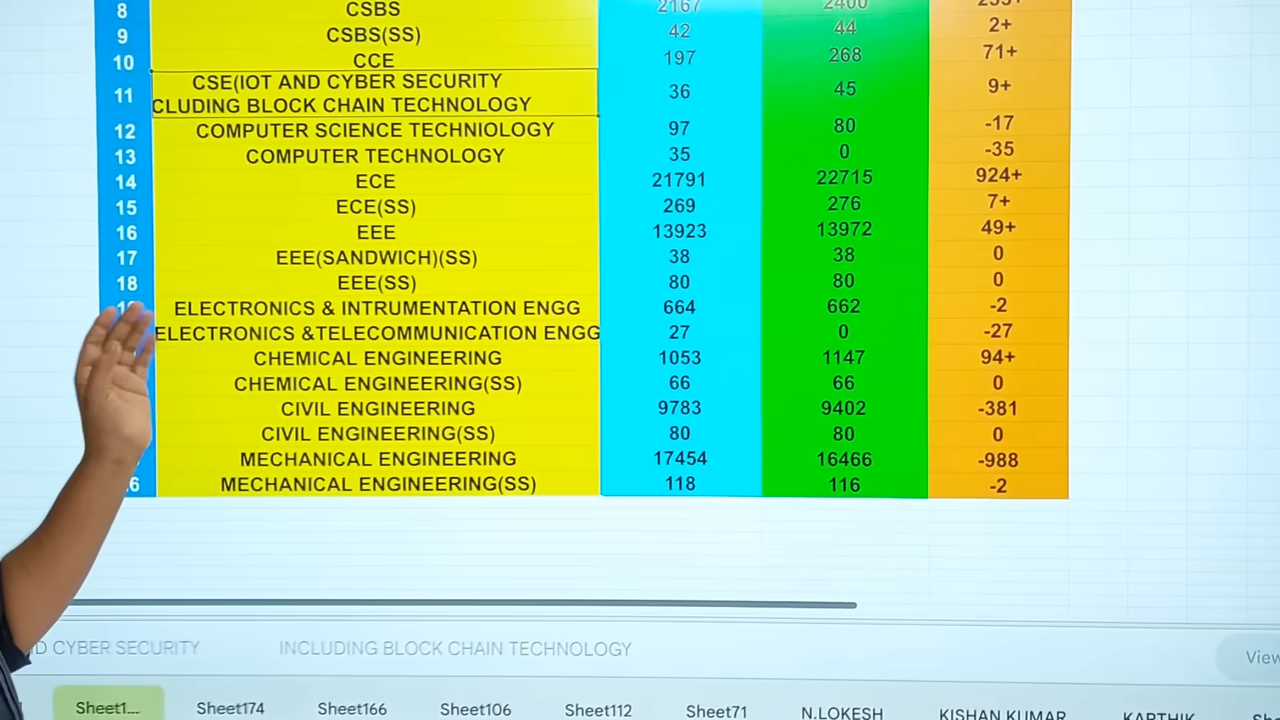 8 CSBS 2167 2400
9 CSBS(SS) 42 44 2+
10 CCE 197 268 71+
11 CSE(IOT AND CYBER SECURITY
CLUDING BLOCK CHAIN TECHNOLOGY 36 45 9+
12 COMPUTER SCIENCE TECHNIOLOGY 97 80 -17
13 COMPUTER TECHNOLOGY 35 0 -35
14 ECE 21791 22715 924+
15 ECE(SS) 269 276 7+
16 EEE 13923 13972 49+
17 EEE(SANDWICH)(SS) 38 38 0
18 EEE(SS) 80 80 0
ELECTRONICS & INTRUMENTATION ENGG 664 662 -2
ELECTRONICS &TELECOMMUNICATION ENGG 27 0 -27
CHEMICAL ENGINEERING 1053 1147 94+
CHEMICAL ENGINEERING(SS) 66 66 0
CIVIL ENGINEERING 9783 9402 -381
CIVIL ENGINEERING(SS) 80 80 0
MECHANICAL ENGINEERING 17454 16466 -988
6 MECHANICAL ENGINEERING(SS) 118 116 -2
D CYBER SECURITY INCLUDING BLOCK CHAIN TECHNOLOGY View
Sheet1... Sheet174 Sheet166 Sheet106 Sheet112 Sheet71 N.LOKESH KISHAN KUMAR KARTHIK